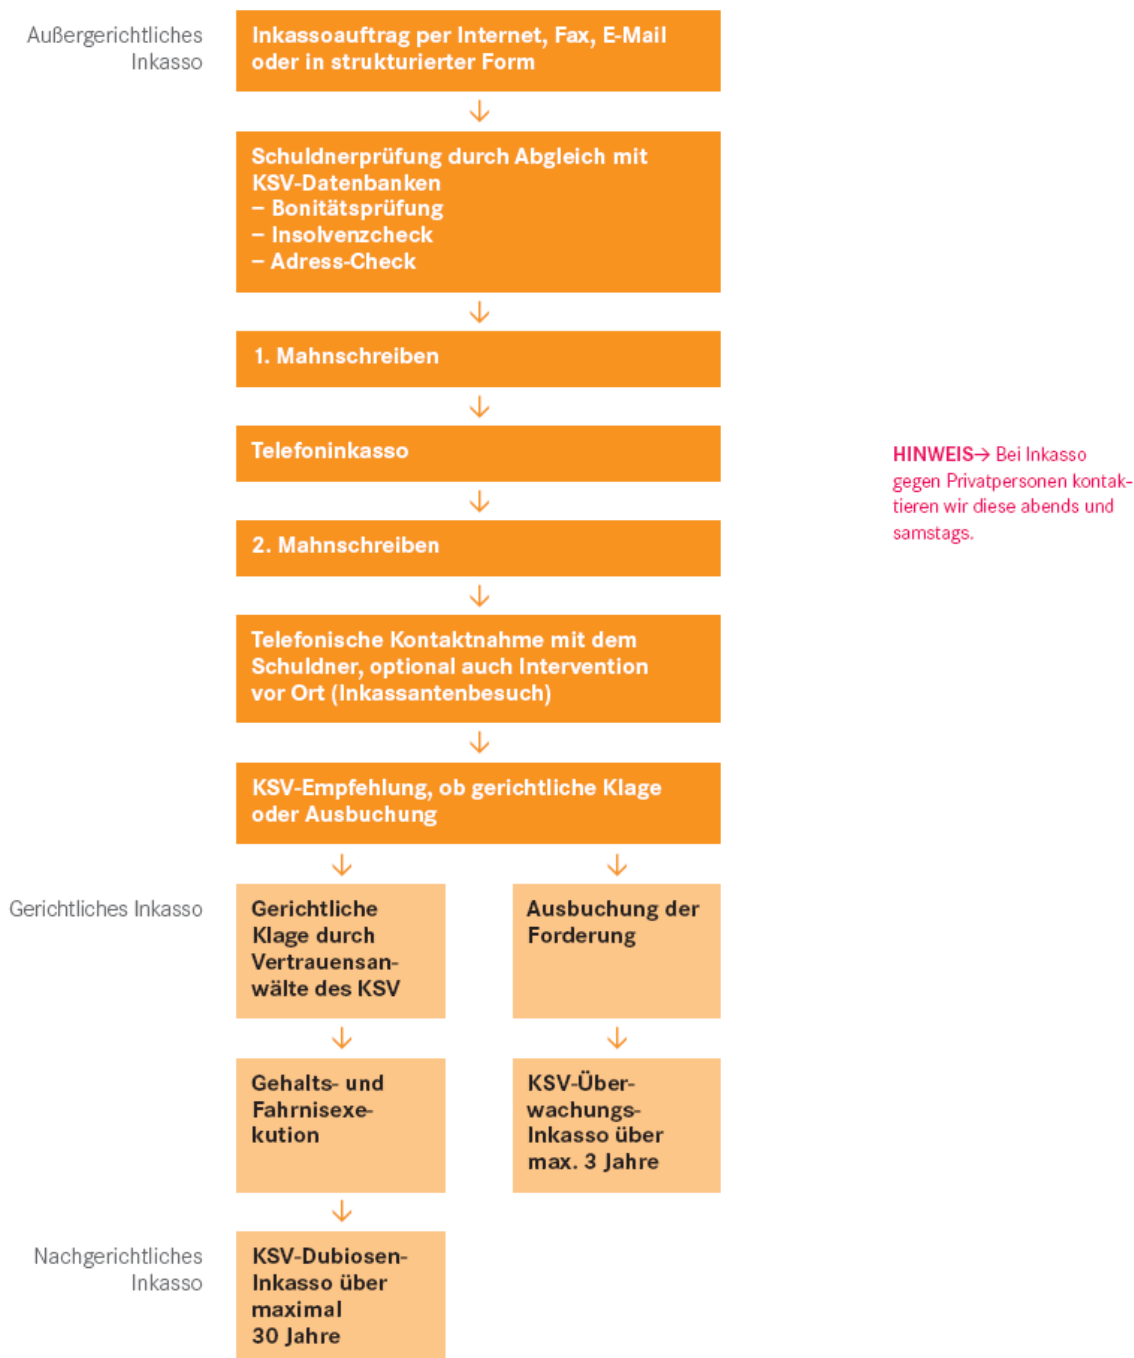 Außergerichtliches
Inkasso
Inkassoauftrag per Internet, Fax, E-Mail
oder in strukturierter Form
Schuldnerprüfung durch Abgleich mit
KSV-Datenbanken
– Bonitätsprüfung
– Insolvenzcheck
– Adress-Check
1. Mahnschreiben
Telefoninkasso
HINWEIS→ Bei Inkasso
gegen Privatpersonen kontak-
tieren wir diese abends und
samstags.
2. Mahnschreiben
Telefonische Kontaktnahme mit dem
Schuldner, optional auch Intervention
vor Ort (Inkassantenbesuch)
KSV-Empfehlung, ob gerichtliche Klage
oder Ausbuchung
Gerichtliches Inkasso
Gerichtliche
Klage durch
Vertrauensan-
wälte des KSV
Ausbuchung der
Forderung
Gehalts- und
Fahrnisexe-
kution
KSV-Über-
wachungs-
Inkasso über
max. 3 Jahre
Nachgerichtliches
Inkasso
KSV-Dubiosen-
Inkasso über
maximal
30 Jahre